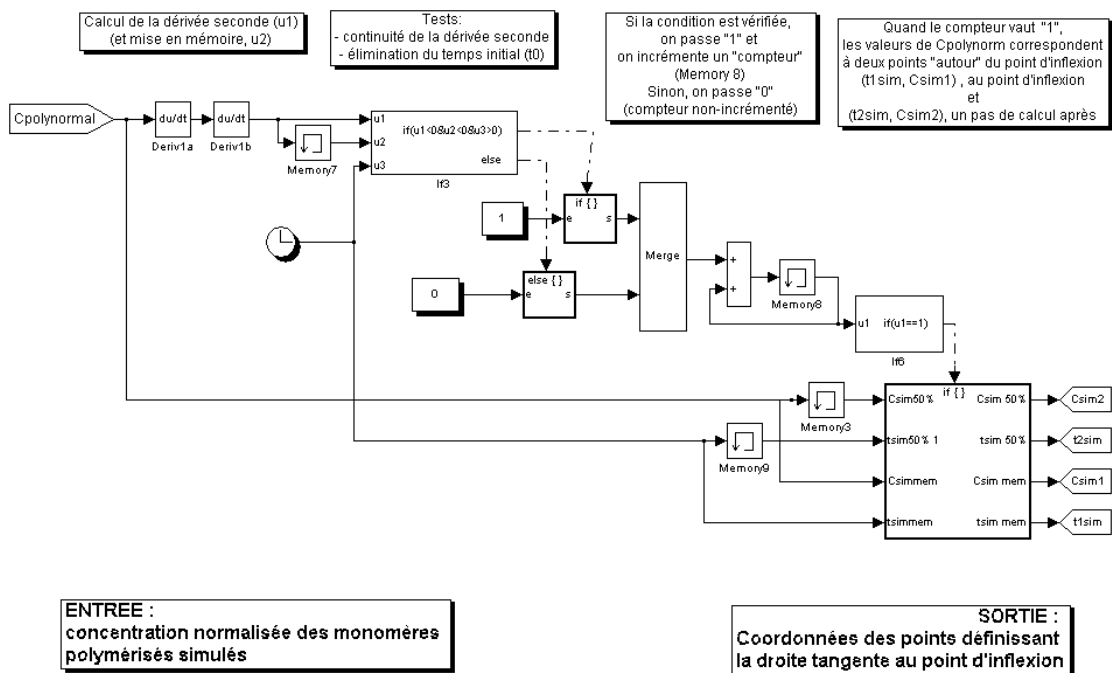 Calcul de la dérivée seconde (u1)
(et mise en mémoire, u2)
Tests:
- continuité de la dérivée seconde
- élimination du temps initial (t0)
Si la condition est vérifiée,
on passe "1" et
on incrémente un "compteur"
(Memory 8)
Sinon, on passe "0"
(compteur non-incrémenté)
Quand le compteur vaut "1",
les valeurs de Cpolynorm correspondent
à deux points "autour" du point d'inflexion
(t1sim, Csim1) , au point d'inflexion
et
(t2sim, Csim2), un pas de calcul après
Cpolynormal
du/dt
Deriv1a
du/dt
Deriv1b
Memory7
u1
u2
u3
if(u1<0&u2<0&u3>0)
else
If3
1
if { }
e
s
0
else { }
e
s
Merge
+
+
Memory8
u1
if(u1==1)
If6
Memory3
Memory9
if { }
Csim50%
tsim50% 1
Csimmem
tsimmem
Csim 50%
tsim 50%
Csim mem
tsim mem
Csim2
t2sim
Csim1
t1sim
ENTREE :
concentration normalisée des monomères
polymérisés simulés
SORTIE :
Coordonnées des points définissant
la droite tangente au point d'inflexion